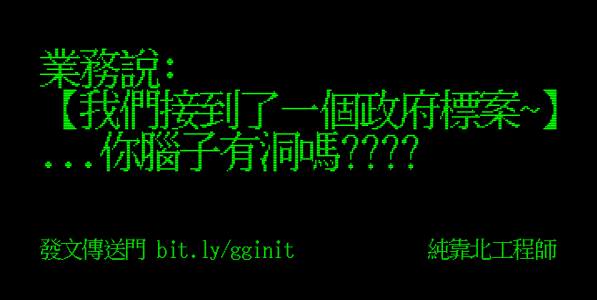 業務說:
【我們接到了一個政府標案~】
...你腦子有洞嗎????
發文傳送門 bit.ly/gginit
純靠北工程師